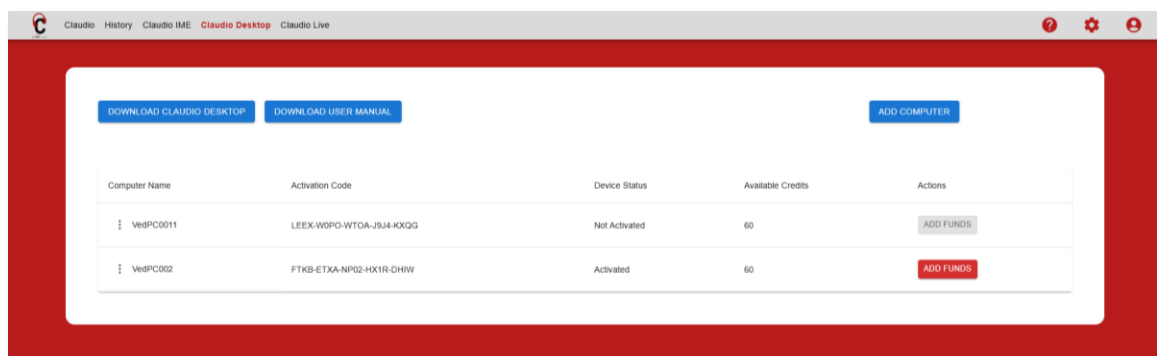 Claudio History Claudio IME Claudio Desktop Claudio Live
DOWNLOAD CLAUDIO DESKTOP DOWNLOAD USER MANUAL ADD COMPUTER
Computer Name Activation Code Device Status Available Credits Actions
VedPC0011 LEEX-W0PO-WTOA-J9J4-KXQG Not Activated 60 ADD FUNDS
VedPC002 FTKB-ETXA-NP02-HX1R-DHIW Activated 60 ADD FUNDS